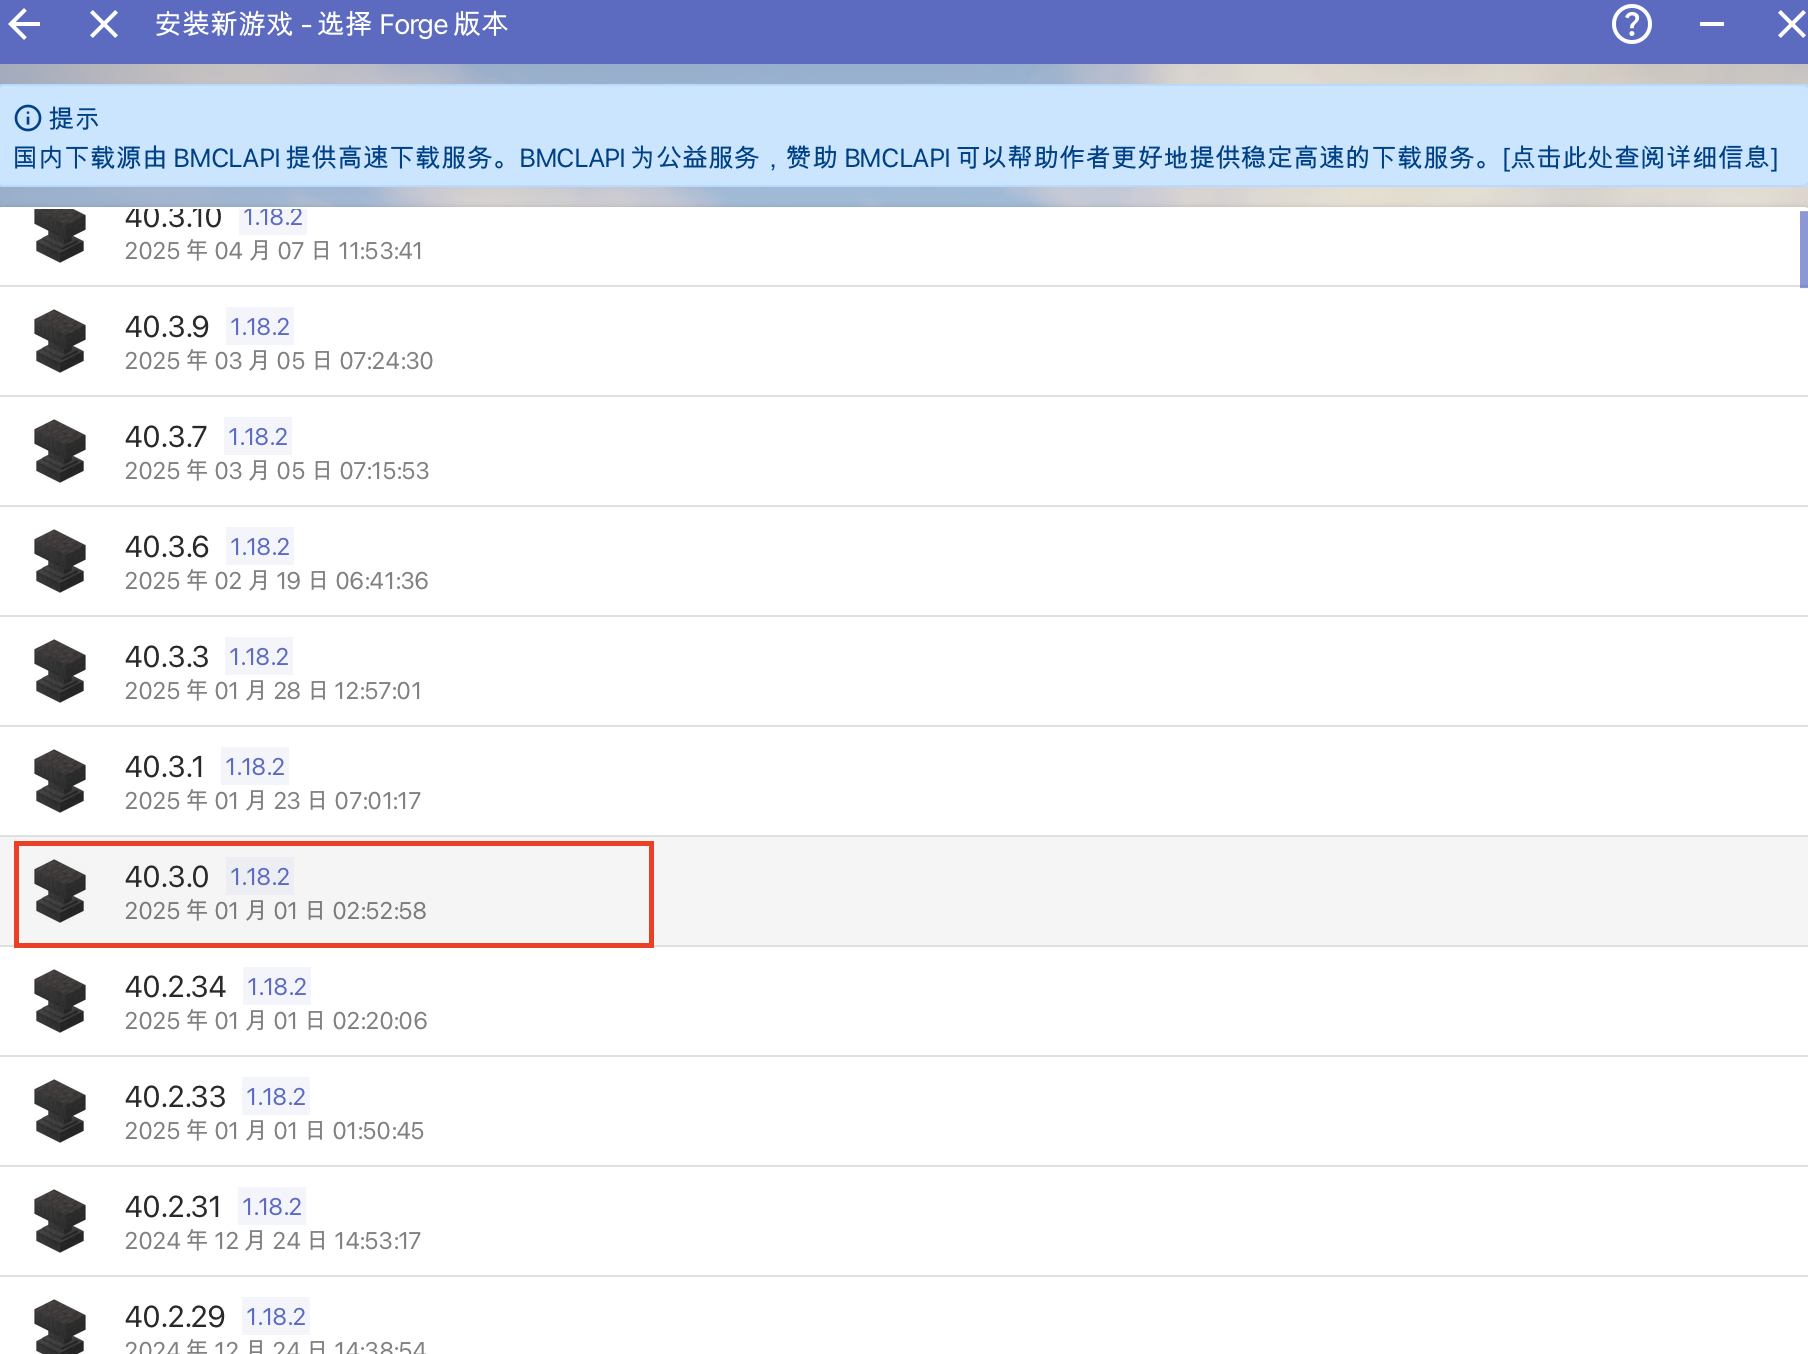 安装新游戏 - 选择 Forge 版本
提示
国内下载源由 BMCLAPI 提供高速下载服务。BMCLAPI 为公益服务，赞助 BMCLAPI 可以帮助作者更好地提供稳定高速的下载服务。[点击此处查阅详细信息]
40.3.10 1.18.2
2025 年 04 月 07 日 11:53:41
40.3.9 1.18.2
2025 年 03 月 05 日 07:24:30
40.3.7 1.18.2
2025 年 03 月 05 日 07:15:53
40.3.6 1.18.2
2025 年 02 月 19 日 06:41:36
40.3.3 1.18.2
2025 年 01 月 28 日 12:57:01
40.3.1 1.18.2
2025 年 01 月 23 日 07:01:17
40.3.0 1.18.2
2025 年 01 月 01 日 02:52:58
40.2.34 1.18.2
2025 年 01 月 01 日 02:20:06
40.2.33 1.18.2
2025 年 01 月 01 日 01:50:45
40.2.31 1.18.2
2024 年 12 月 24 日 14:53:17
40.2.29 1.18.2
2024 年 12 月 24 日 14:38:54